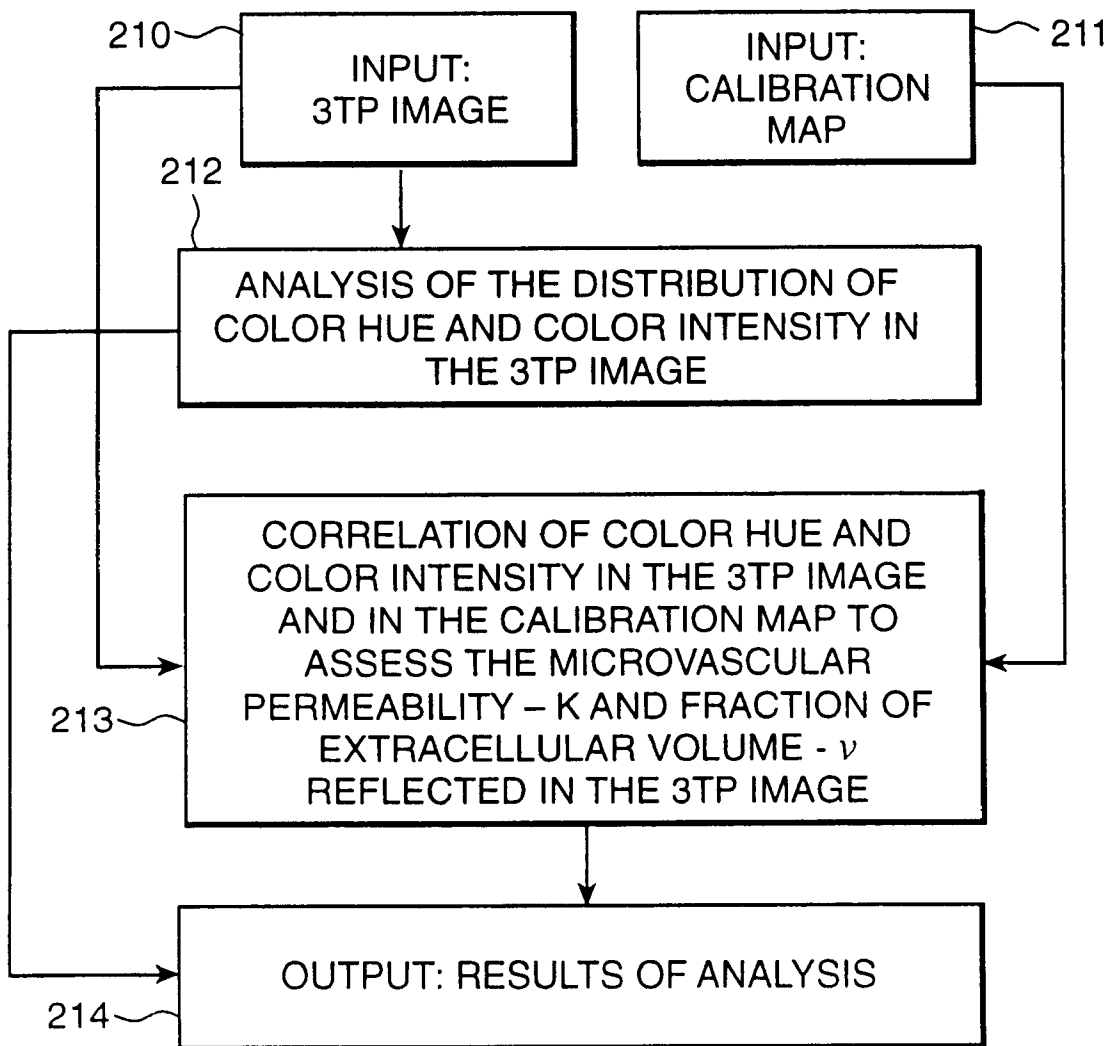 210
INPUT:
3TP IMAGE
211
INPUT:
CALIBRATION
MAP
212
ANALYSIS OF THE DISTRIBUTION OF
COLOR HUE AND COLOR INTENSITY IN
THE 3TP IMAGE
213
CORRELATION OF COLOR HUE AND
COLOR INTENSITY IN THE 3TP IMAGE
AND IN THE CALIBRATION MAP TO
ASSESS THE MICROVASCULAR
PERMEABILITY – K AND FRACTION OF
EXTRACELLULAR VOLUME - ν
REFLECTED IN THE 3TP IMAGE
OUTPUT: RESULTS OF ANALYSIS
214